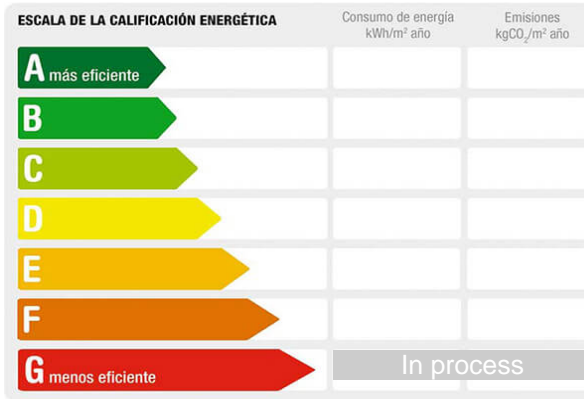 ESCALA DE LA CALIFICACIÓN ENERGÉTICA
Consumo de energía
kWh/m² año
Emisiones
kgCO₂/m² año
A más eficiente
B
C
D
E
F
G menos eficiente
In process